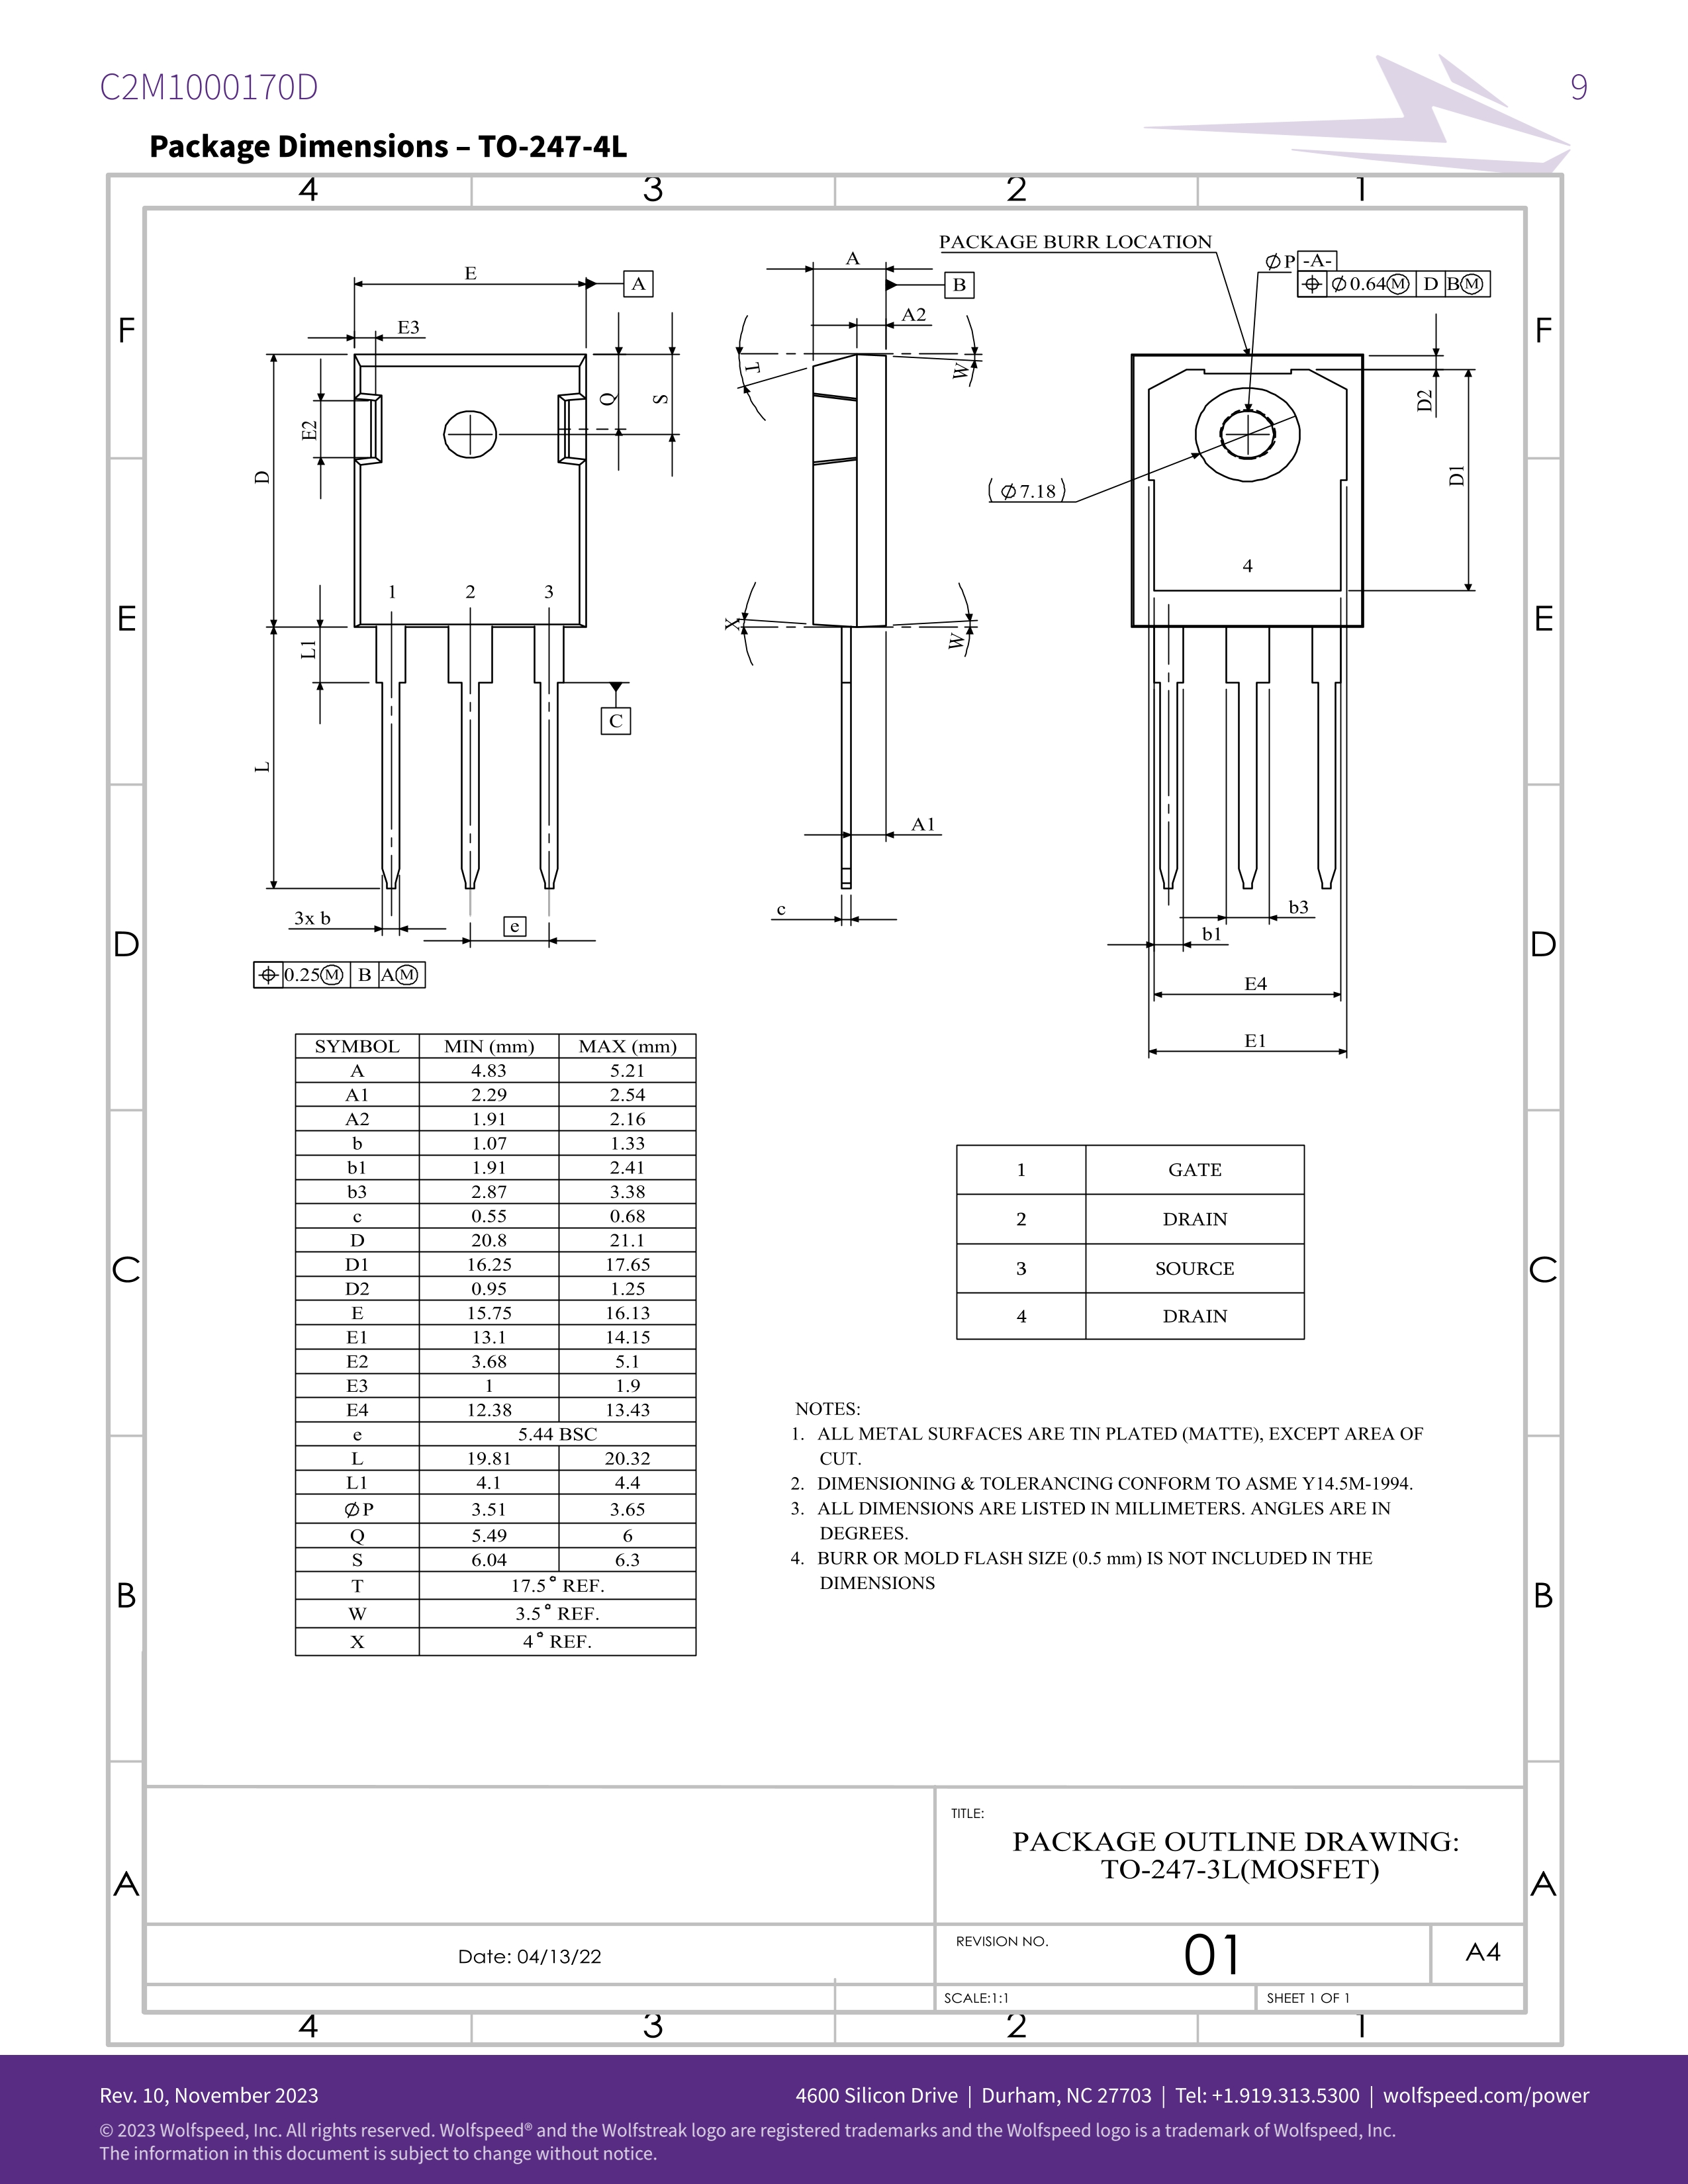 C2M1000170D
9
Package Dimensions – TO-247-4L
4 3 2 1
F
E
D
C
B
A
F
E
D
C
B
A
E
A
E3
E2
D
Q
S
1 2 3
L1
L
C
3x b
e
0.25Ⓜ B AⓂ
A
B
A2
T
W
X
W
A1
c
PACKAGE BURR LOCATION
⌀P -A-
⌀0.64Ⓜ D BⓂ
D2
D1
(⌀7.18)
4
b3
b1
E4
E1
SYMBOL MIN (mm) MAX (mm)
A 4.83 5.21
A1 2.29 2.54
A2 1.91 2.16
b 1.07 1.33
b1 1.91 2.41
b3 2.87 3.38
c 0.55 0.68
D 20.8 21.1
D1 16.25 17.65
D2 0.95 1.25
E 15.75 16.13
E1 13.1 14.15
E2 3.68 5.1
E3 1 1.9
E4 12.38 13.43
e 5.44 BSC
L 19.81 20.32
L1 4.1 4.4
⌀P 3.51 3.65
Q 5.49 6
S 6.04 6.3
T 17.5° REF.
W 3.5° REF.
X 4° REF.
1 GATE
2 DRAIN
3 SOURCE
4 DRAIN
NOTES:
1. ALL METAL SURFACES ARE TIN PLATED (MATTE), EXCEPT AREA OF
CUT.
2. DIMENSIONING & TOLERANCING CONFORM TO ASME Y14.5M-1994.
3. ALL DIMENSIONS ARE LISTED IN MILLIMETERS. ANGLES ARE IN
DEGREES.
4. BURR OR MOLD FLASH SIZE (0.5 mm) IS NOT INCLUDED IN THE
DIMENSIONS
TITLE:
PACKAGE OUTLINE DRAWING:
TO-247-3L(MOSFET)
Date: 04/13/22
REVISION NO.
01
A4
SCALE:1:1
SHEET 1 OF 1
4 3 2 1
Rev. 10, November 2023
4600 Silicon Drive | Durham, NC 27703 | Tel: +1.919.313.5300 | wolfspeed.com/power
© 2023 Wolfspeed, Inc. All rights reserved. Wolfspeed® and the Wolfstreak logo are registered trademarks and the Wolfspeed logo is a trademark of Wolfspeed, Inc.
The information in this document is subject to change without notice.